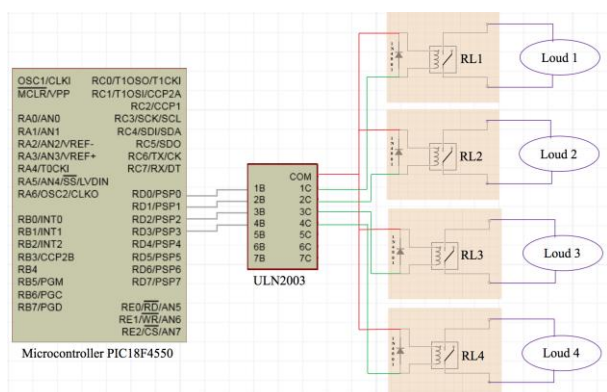 OSC1/CLKI RC0/T1OSO/T1CKI
MCLR/VPP RC1/T1OSI/CCP2A
RC2/CCP1
RA0/AN0 RC3/SCK/SCL
RA1/AN1 RC4/SDI/SDA
RA2/AN2/VREF- RC5/SDO
RA3/AN3/VREF+ RC6/TX/CK
RA4/T0CKI RC7/RX/DT
RA5/AN4/SS/LVDIN
RA6/OSC2/CLKO RD0/PSP0
RD1/PSP1
RB0/INT0 RD2/PSP2
RB1/INT1 RD3/PSP3
RB2/INT2 RD4/PSP4
RB3/CCP2B RD5/PSP5
RB4 RD6/PSP6
RB5/PGM RD7/PSP7
RB6/PGC
RB7/PGD RE0/RD/AN5
RE1/WR/AN6
RE2/CS/AN7
Microcontroller PIC18F4550
COM
1B 1C
2B 2C
3B 3C
4B 4C
5B 5C
6B 6C
7B 7C
ULN2003
RL1
Loud 1
RL2
Loud 2
RL3
Loud 3
RL4
Loud 4